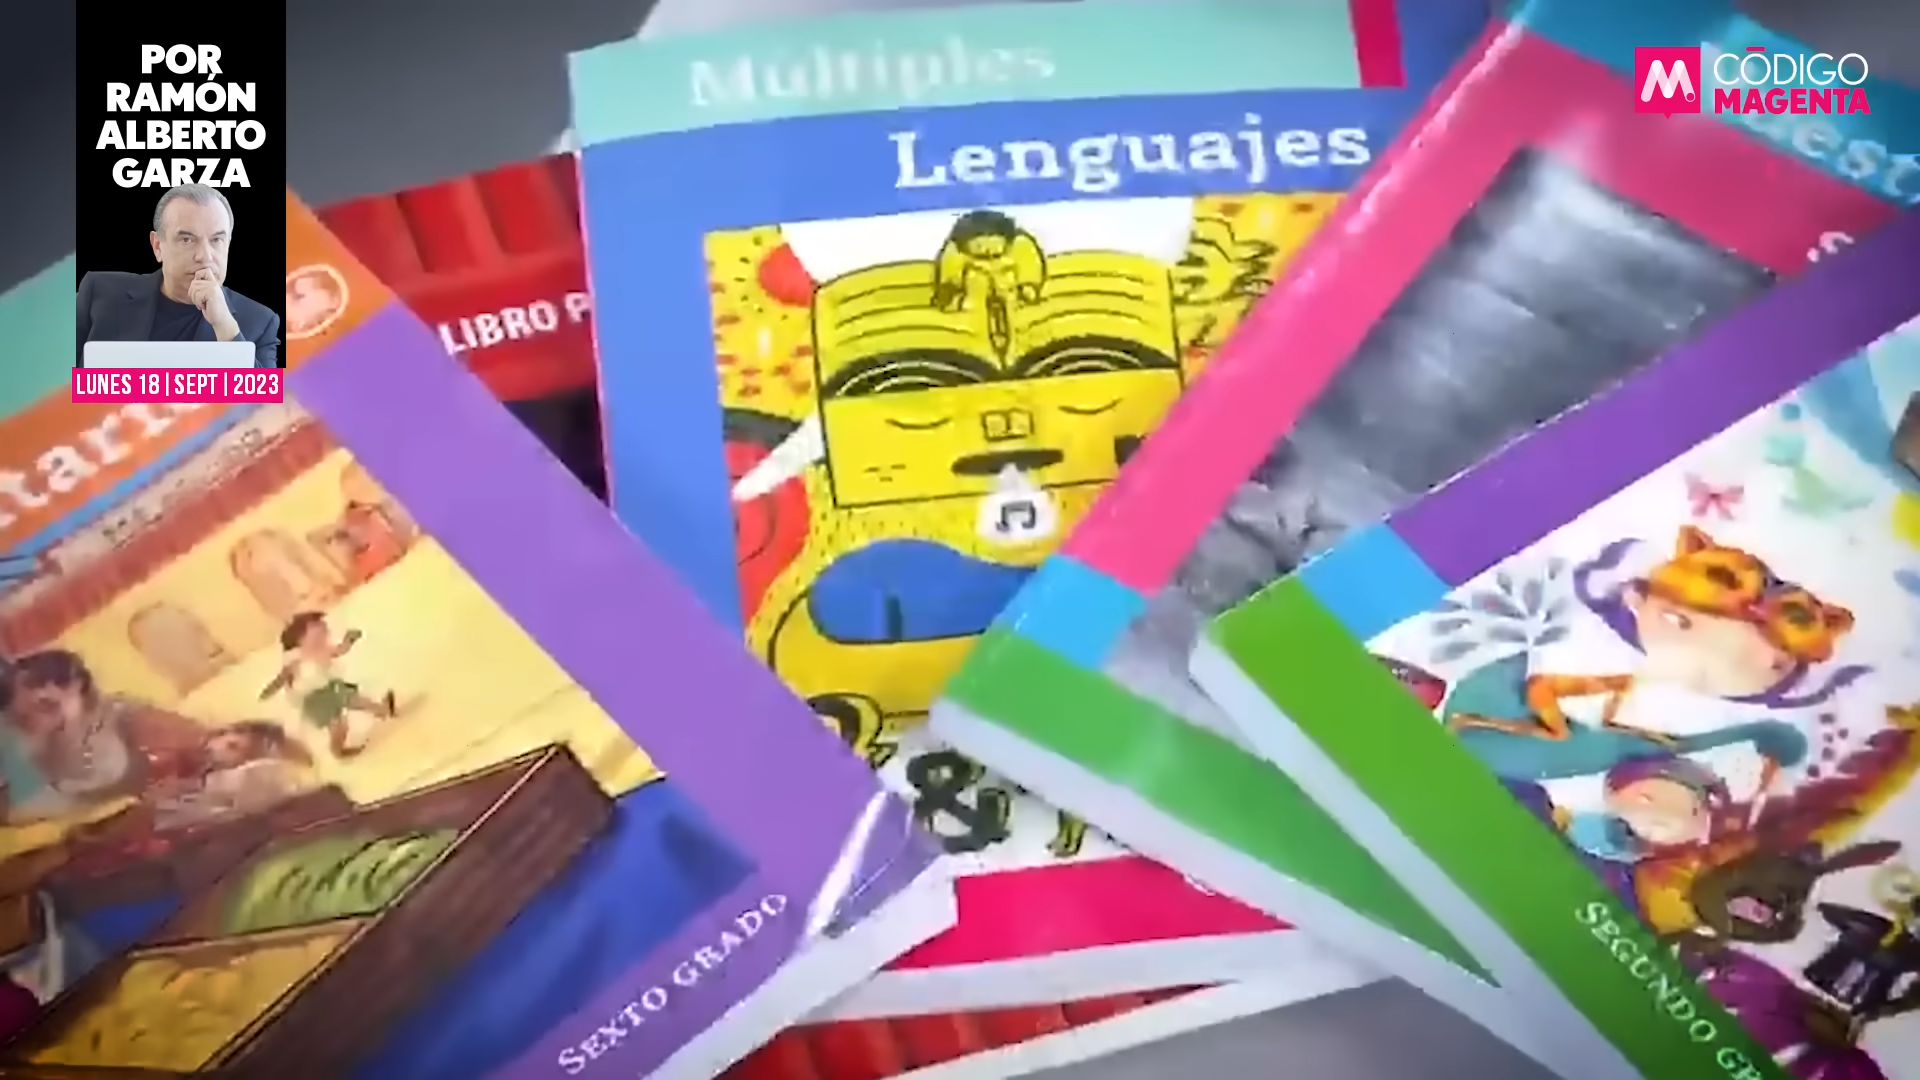 POR
RAMÓN
ALBERTO
GARZA
LUNES 18 | SEPT | 2023
CÓDIGO
MAGENTA
Múltiples
Lenguajes
LIBRO P
&
SEXTO GRADO
SEGUNDO GR